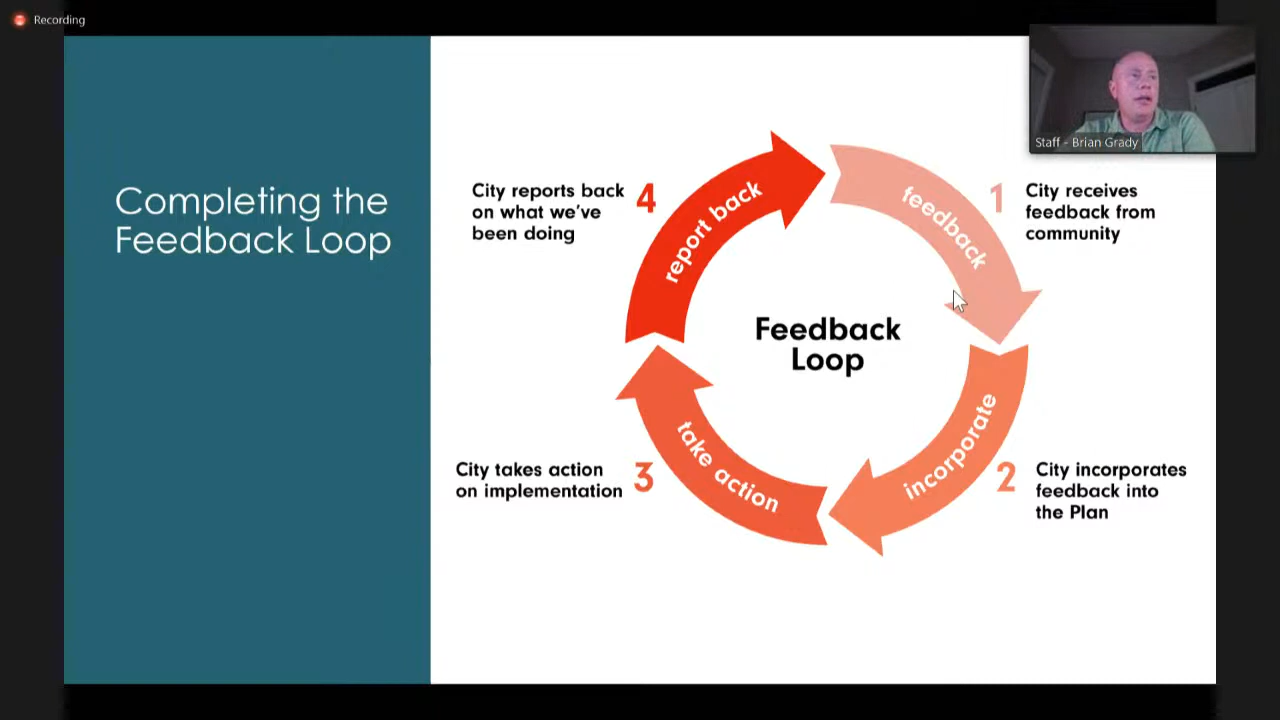 Recording
Staff - Brian Grady
Completing the
Feedback Loop
feedback
1
City receives
feedback from
community
incorporate
2
City incorporates
feedback into
the Plan
take action
3
City takes action
on implementation
report back
4
City reports back
on what we've
been doing
Feedback
Loop